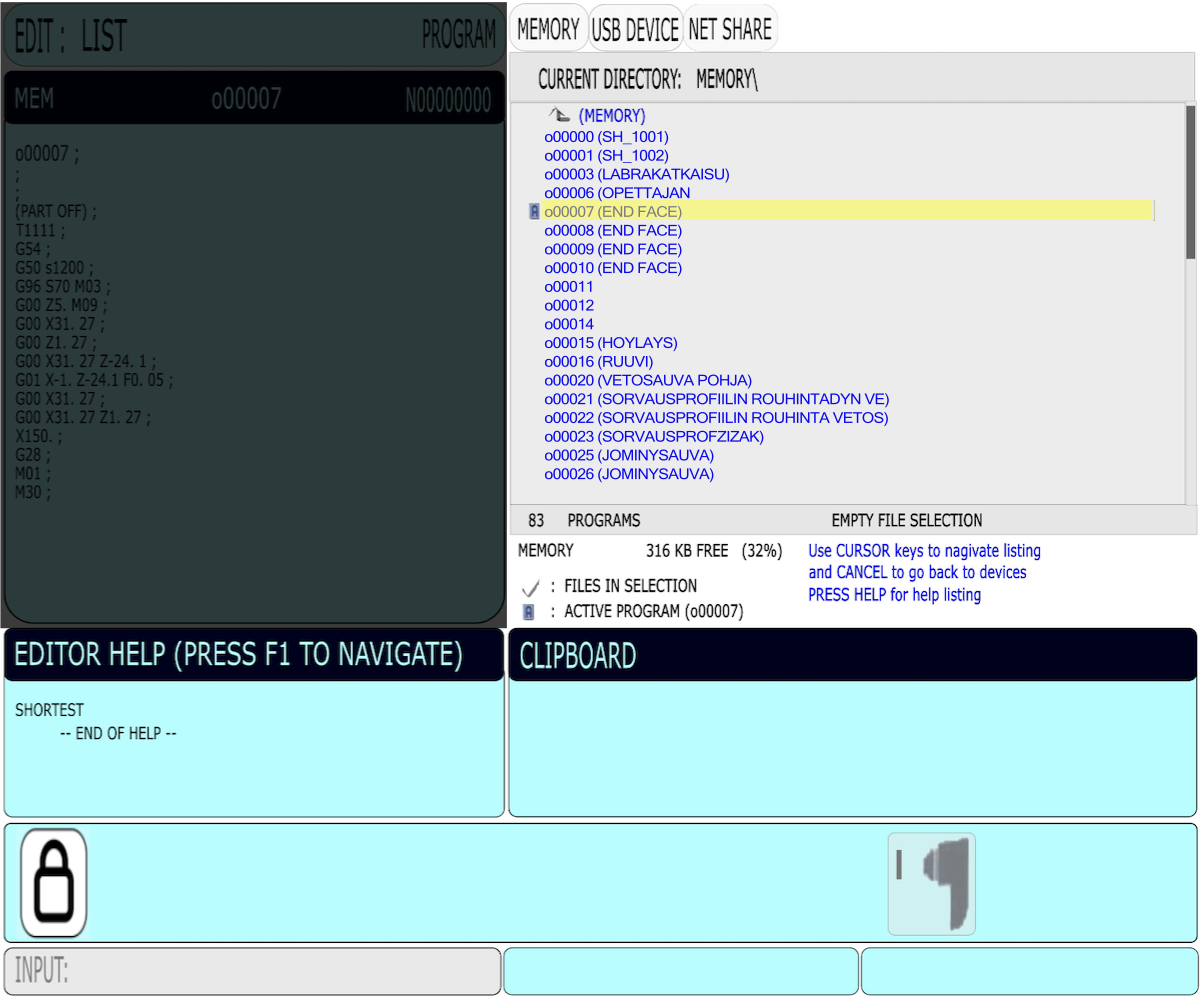 EDIT : LIST PROGRAM
MEM o00007 N00000000
o00007 ;
;
;
(PART OFF) ;
T1111 ;
G54 ;
G50 s1200 ;
G96 S70 M03 ;
G00 Z5. M09 ;
G00 X31. 27 ;
G00 Z1. 27 ;
G00 X31. 27 Z-24. 1 ;
G01 X-1. Z-24.1 F0. 05 ;
G00 X31. 27 ;
G00 X31. 27 Z1. 27 ;
X150. ;
G28 ;
M01 ;
M30 ;
MEMORY USB DEVICE NET SHARE
CURRENT DIRECTORY: MEMORY\
(MEMORY)
o00000 (SH_1001)
o00001 (SH_1002)
o00003 (LABRAKATKAISU)
o00006 (OPETTAJAN
o00007 (END FACE)
o00008 (END FACE)
o00009 (END FACE)
o00010 (END FACE)
o00011
o00012
o00014
o00015 (HOYLAYS)
o00016 (RUUVI)
o00020 (VETOSAUVA POHJA)
o00021 (SORVAUSPROFIILIN ROUHINTADYN VE)
o00022 (SORVAUSPROFIILIN ROUHINTA VETOS)
o00023 (SORVAUSPROFZIZAK)
o00025 (JOMINYSAUVA)
o00026 (JOMINYSAUVA)
83 PROGRAMS EMPTY FILE SELECTION
MEMORY 316 KB FREE (32%)
: FILES IN SELECTION
: ACTIVE PROGRAM (o00007)
Use CURSOR keys to nagivate listing
and CANCEL to go back to devices
PRESS HELP for help listing
EDITOR HELP (PRESS F1 TO NAVIGATE)
SHORTEST
-- END OF HELP --
CLIPBOARD
INPUT: